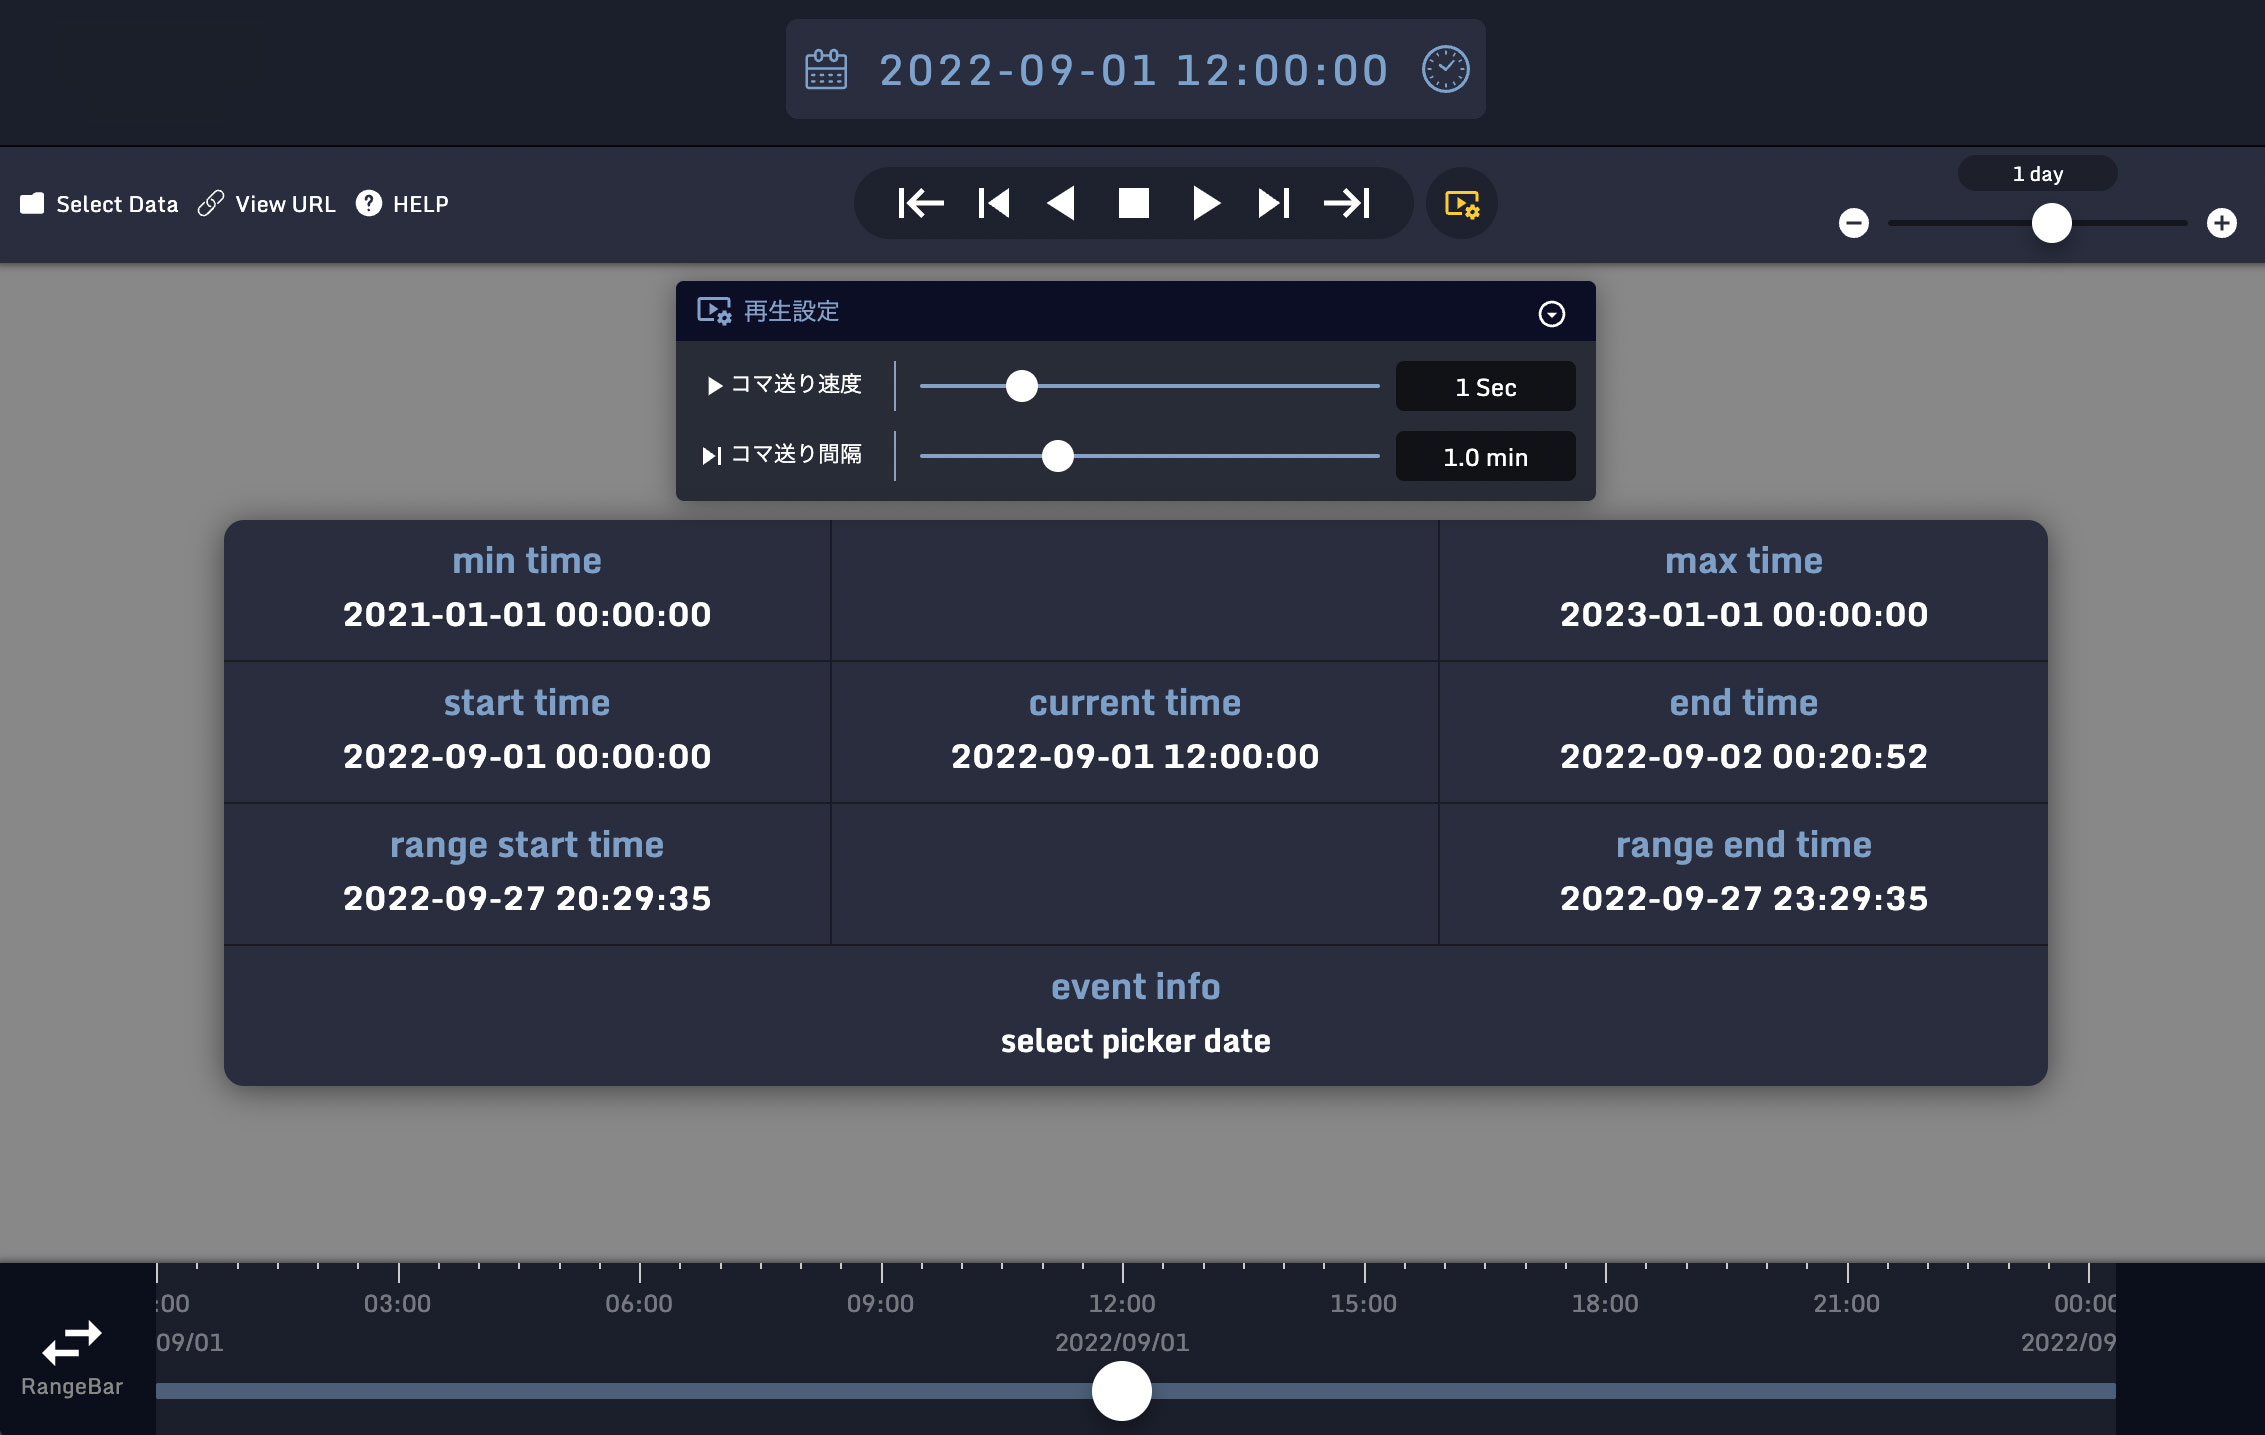 2022-09-01 12:00:00
Select Data View URL HELP
1 day
再生設定
コマ送り速度 1 Sec
コマ送り間隔 1.0 min
min time
2021-01-01 00:00:00
max time
2023-01-01 00:00:00
start time
2022-09-01 00:00:00
current time
2022-09-01 12:00:00
end time
2022-09-02 00:20:52
range start time
2022-09-27 20:29:35
range end time
2022-09-27 23:29:35
event info
select picker date
:00 03:00 06:00 09:00 12:00 15:00 18:00 21:00 00:00
09/01 2022/09/01 2022/09
RangeBar